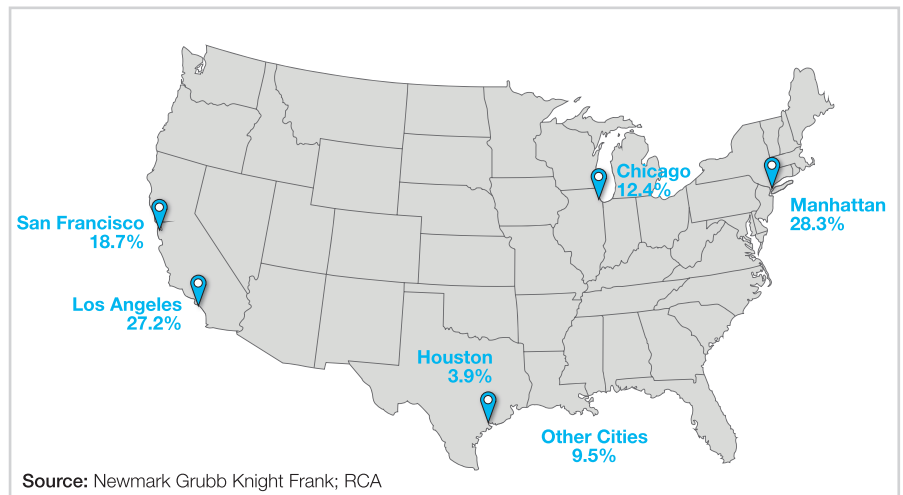 Chicago
12.4%
Manhattan
28.3%
San Francisco
18.7%
Los Angeles
27.2%
Houston
3.9%
Other Cities
9.5%
Source: Newmark Grubb Knight Frank; RCA